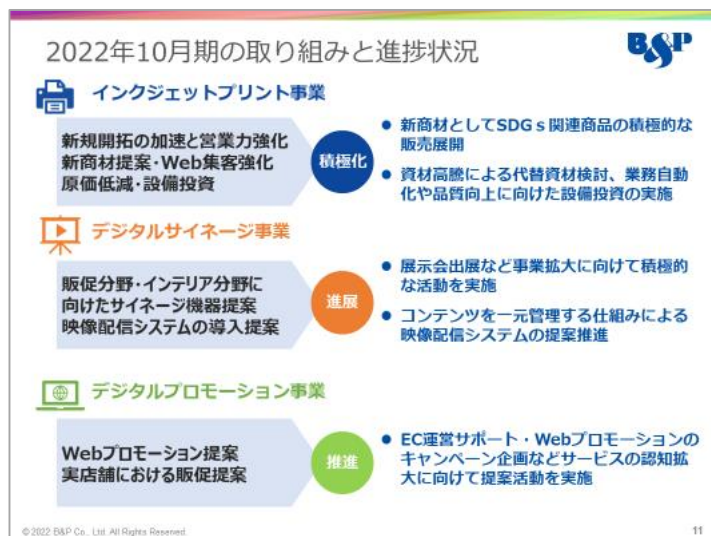 2022年10月期の取り組みと進捗状況
B&P
インクジェットプリント事業
新規開拓の加速と営業力強化
新商材提案・Web集客強化
原価低減・設備投資
積極化
● 新商材としてSDGs関連商品の積極的な
販売展開
● 資材高騰による代替資材検討、業務自動
化や品質向上に向けた設備投資の実施
デジタルサイネージ事業
販促分野・インテリア分野に
向けたサイネージ機器提案
映像配信システムの導入提案
進展
● 展示会出展など事業拡大に向けて積極的
な活動を実施
● コンテンツを一元管理する仕組みによる
映像配信システムの提案推進
デジタルプロモーション事業
Webプロモーション提案
実店舗における販促提案
推進
● EC運営サポート・Webプロモーションの
キャンペーン企画などサービスの認知拡
大に向けて提案活動を実施
© 2022 B&P Co., Ltd. All Rights Reserved.
11